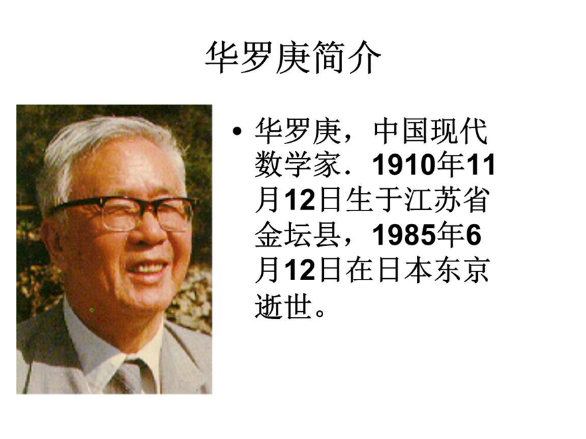 华罗庚简介
• 华罗庚，中国现代
数学家．1910年11
月12日生于江苏省
金坛县，1985年6
月12日在日本东京
逝世。